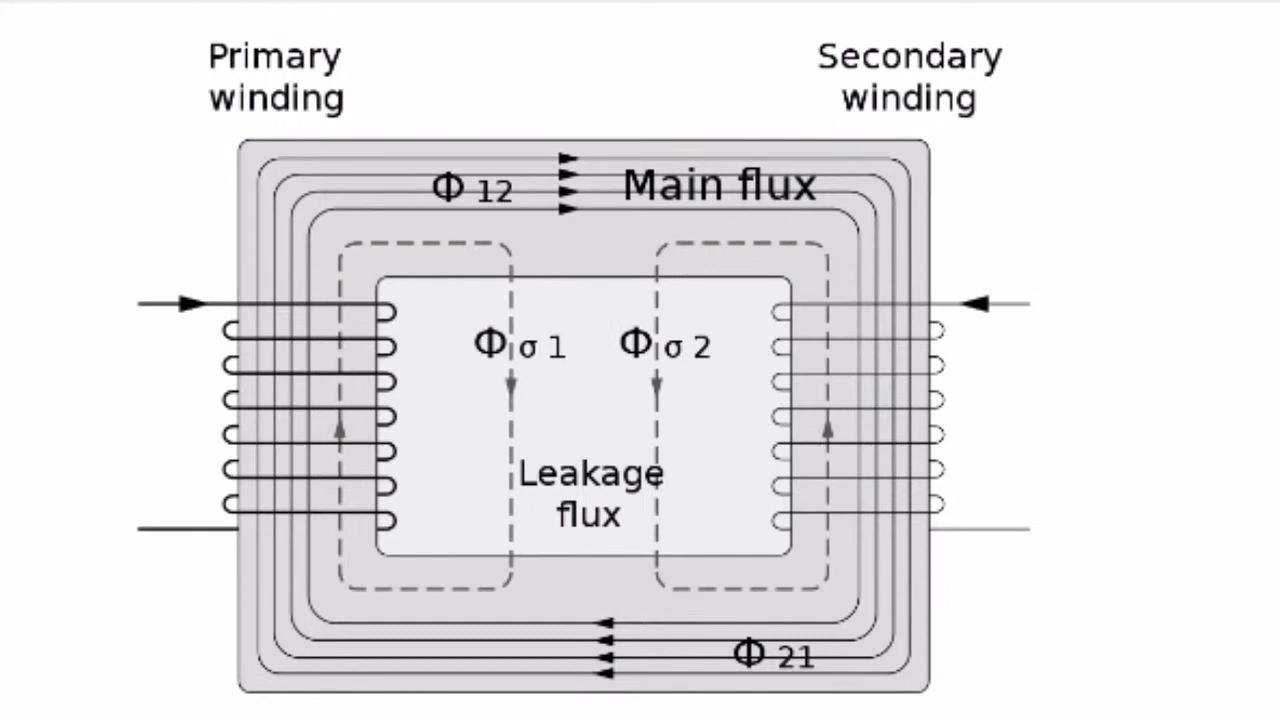 Primary
winding
Secondary
winding
Φ 12
Main flux
Φ σ 1
Φ σ 2
Leakage
flux
Φ 21